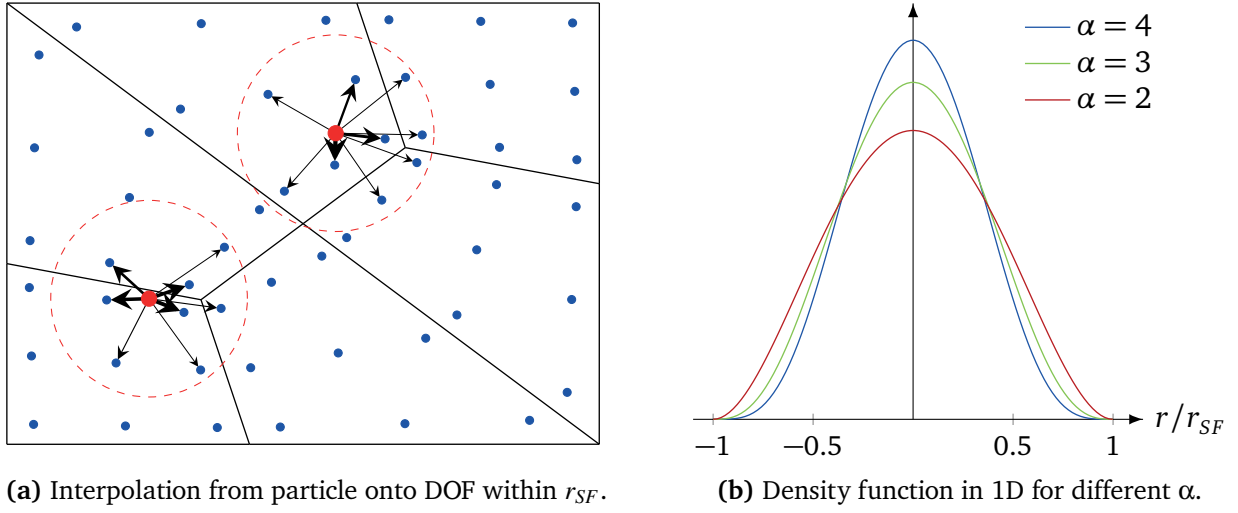 α = 4
α = 3
α = 2
r/r_SF
−1
−0.5
0.5
1
(a) Interpolation from particle onto DOF within r_SF.
(b) Density function in 1D for different α.